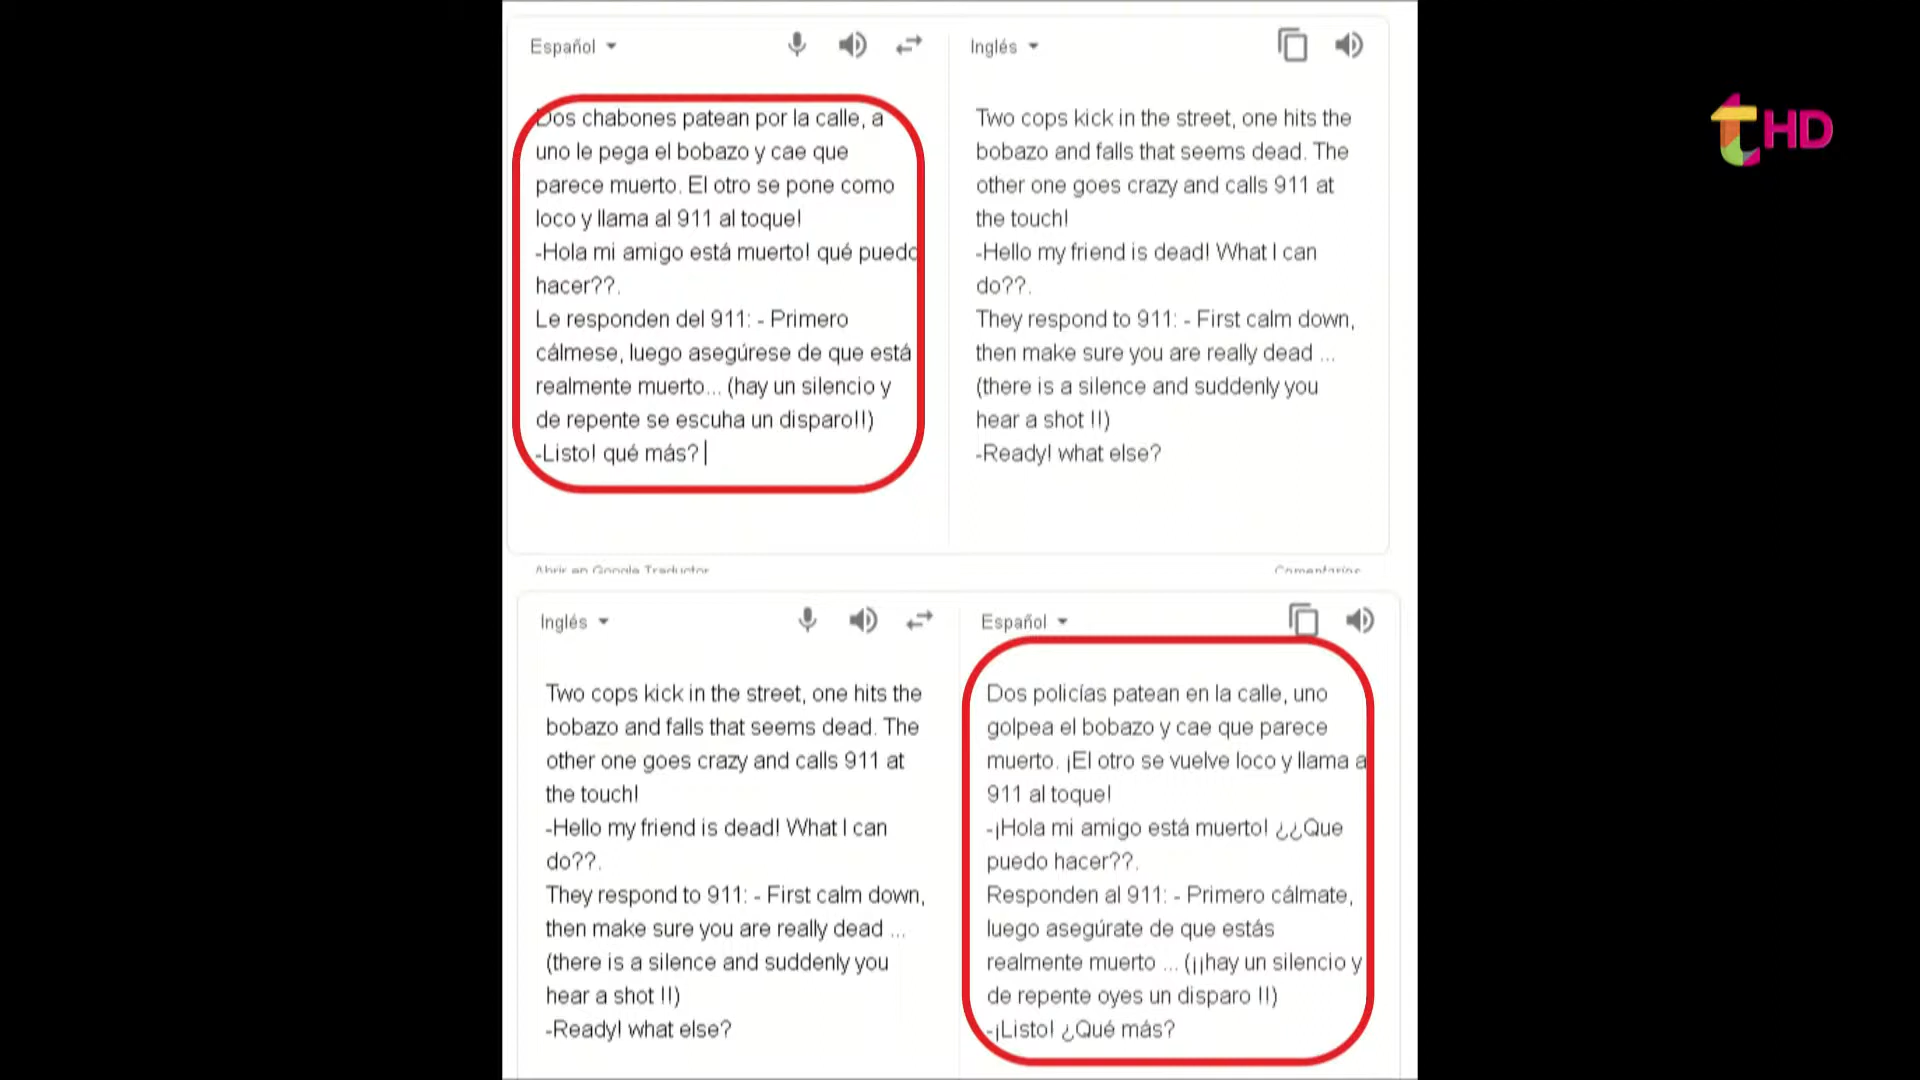 Español
Inglés
Dos chabones patean por la calle, a
uno le pega el bobazo y cae que
parece muerto. El otro se pone como
loco y llama al 911 al toque!
-Hola mi amigo está muerto! qué puedo
hacer??.
Le responden del 911: - Primero
cálmese, luego asegúrese de que está
realmente muerto... (hay un silencio y
de repente se escuha un disparo!!)
-Listo! qué más?
Two cops kick in the street, one hits the
bobazo and falls that seems dead. The
other one goes crazy and calls 911 at
the touch!
-Hello my friend is dead! What I can
do??.
They respond to 911: - First calm down,
then make sure you are really dead ...
(there is a silence and suddenly you
hear a shot !!)
-Ready! what else?
Abrir en Google Traductor
Comentarios
Inglés
Español
Two cops kick in the street, one hits the
bobazo and falls that seems dead. The
other one goes crazy and calls 911 at
the touch!
-Hello my friend is dead! What I can
do??.
They respond to 911: - First calm down,
then make sure you are really dead ...
(there is a silence and suddenly you
hear a shot !!)
-Ready! what else?
Dos policías patean en la calle, uno
golpea el bobazo y cae que parece
muerto. ¡El otro se vuelve loco y llama a
911 al toque!
-¡Hola mi amigo está muerto! ¿¿Que
puedo hacer??.
Responden al 911: - Primero cálmate,
luego asegúrate de que estás
realmente muerto ... (¡¡hay un silencio y
de repente oyes un disparo !!)
-¡Listo! ¿Qué más?
t HD